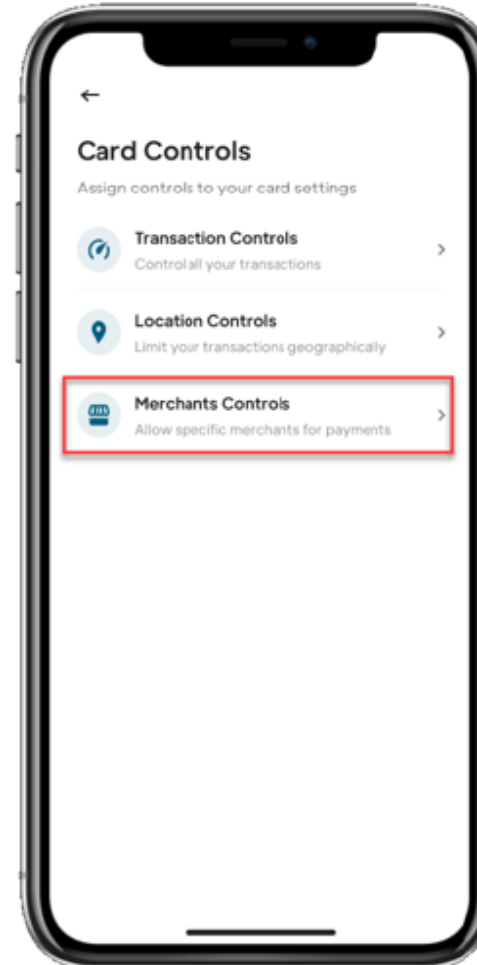 Card Controls
Assign controls to your card settings
Transaction Controls
Control all your transactions
Location Controls
Limit your transactions geographically
Merchants Controls
Allow specific merchants for payments